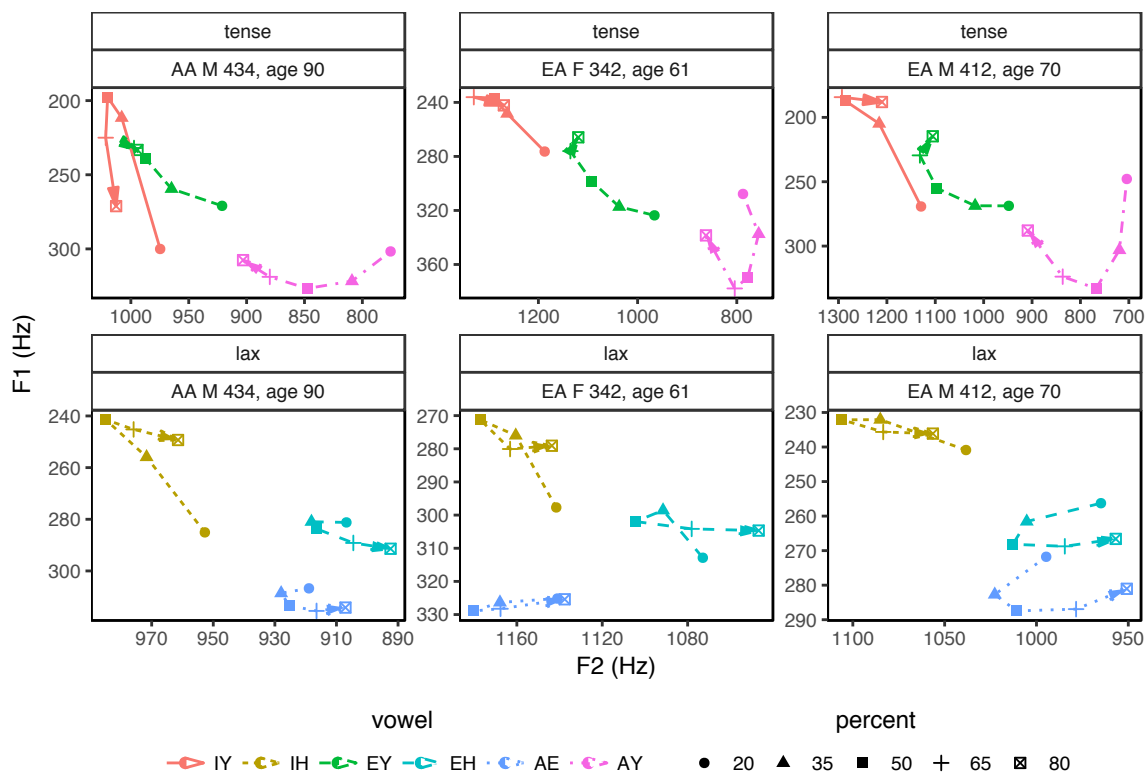 tense tense tense
AA M 434, age 90 EA F 342, age 61 EA M 412, age 70
200 250 300
240 280 320 360
200 250 300
1000 950 900 850 800
1200 1000 800
1300 1200 1100 1000 900 800 700
lax lax lax
AA M 434, age 90 EA F 342, age 61 EA M 412, age 70
240 260 280 300
270 280 290 300 310 320 330
230 240 250 260 270 280 290
970 950 930 910 890
1160 1120 1080
1100 1050 1000 950
F1 (Hz)
F2 (Hz)
vowel percent
IY IH EY EH AE AY 20 35 50 65 80